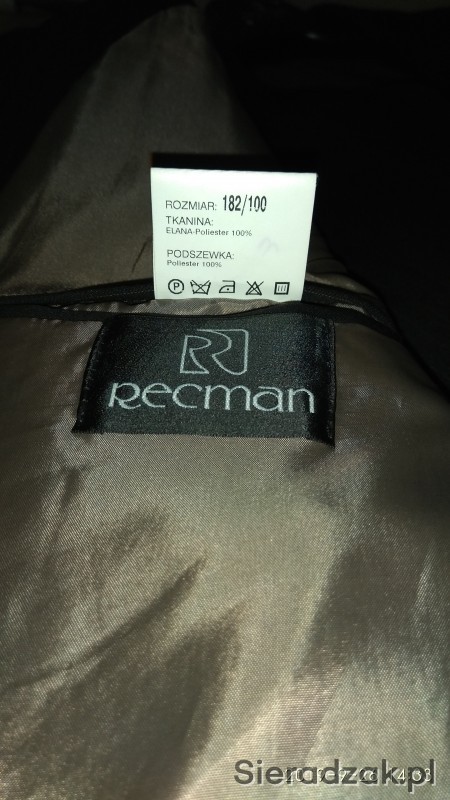 ROZMIAR: 182/100
TKANINA:
ELANA-Poliester 100%
PODSZEWKA:
Poliester 100%
P
R
Recman
Sieradzak.pl